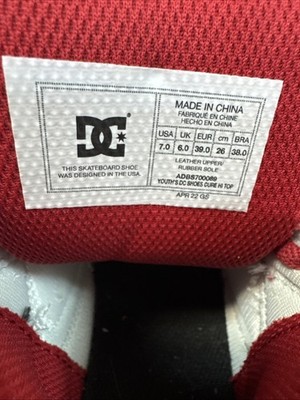 DC
THIS SKATEBOARD SHOE
WAS DESIGNED IN THE USA.
MADE IN CHINA
FABRIQUÉ EN CHINE
HECHO EN CHINA
USA UK EUR cm BRA
7.0 6.0 39.0 26 38.0
LEATHER UPPER/
RUBBER SOLE
ADBS700089
YOUTH'S DC SHOES CURE HI TOP
APR 22 GS